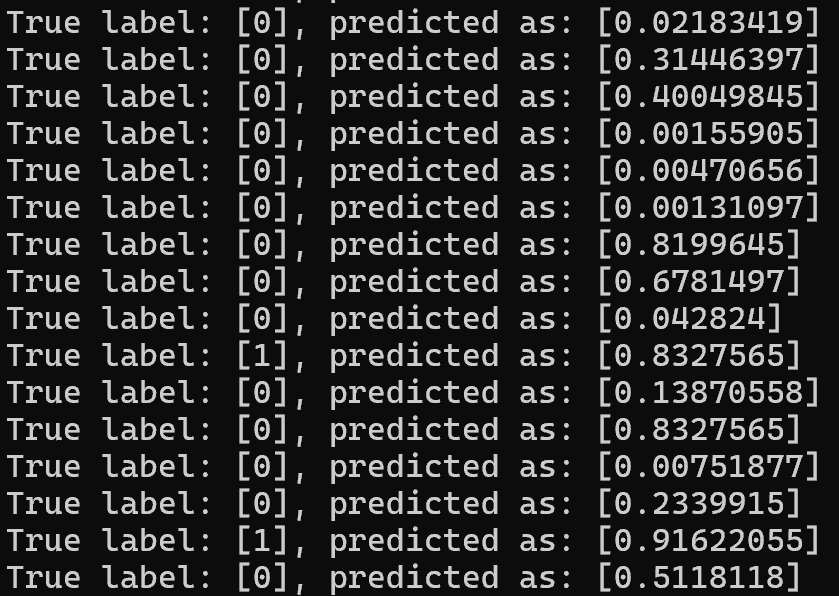 True label: [0], predicted as: [0.02183419]
True label: [0], predicted as: [0.31446397]
True label: [0], predicted as: [0.40049845]
True label: [0], predicted as: [0.00155905]
True label: [0], predicted as: [0.00470656]
True label: [0], predicted as: [0.00131097]
True label: [0], predicted as: [0.8199645]
True label: [0], predicted as: [0.6781497]
True label: [0], predicted as: [0.042824]
True label: [1], predicted as: [0.8327565]
True label: [0], predicted as: [0.13870558]
True label: [0], predicted as: [0.8327565]
True label: [0], predicted as: [0.00751877]
True label: [0], predicted as: [0.2339915]
True label: [1], predicted as: [0.91622055]
True label: [0], predicted as: [0.5118118]